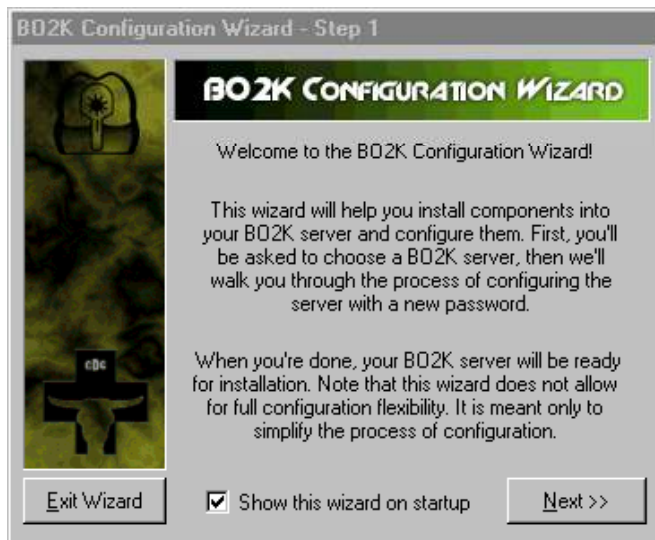 BO2K Configuration Wizard - Step 1
BO2K CONFIGURATION WIZARD
Welcome to the BO2K Configuration Wizard!
This wizard will help you install components into
your BO2K server and configure them. First, you'll
be asked to choose a BO2K server, then we'll
walk you through the process of configuring the
server with a new password.
cDc
When you're done, your BO2K server will be ready
for installation. Note that this wizard does not allow
for full configuration flexibility. It is meant only to
simplify the process of configuration.
Exit Wizard
Show this wizard on startup
Next >>